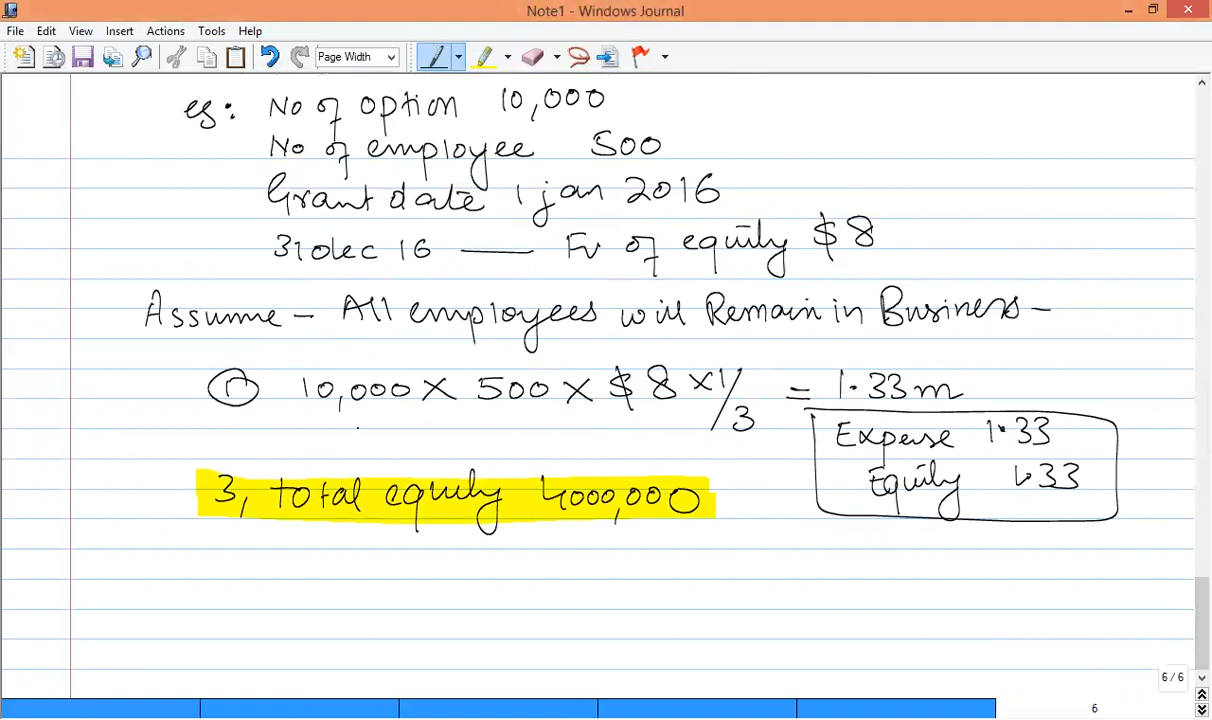 Note1 - Windows Journal
File Edit View Insert Actions Tools Help
Page Width
eg: No of option 10,000
No of employee 500
Grant date 1 jan 2016
31 dec 16 —— Fv of equity $8
Assume - All employees will Remain in Business -
10,000 X 500 X $ 8 x 1/3 = 1.33m
Expense 1.33
Equity 1.33
3, total equity 4000,000
6 / 6
6